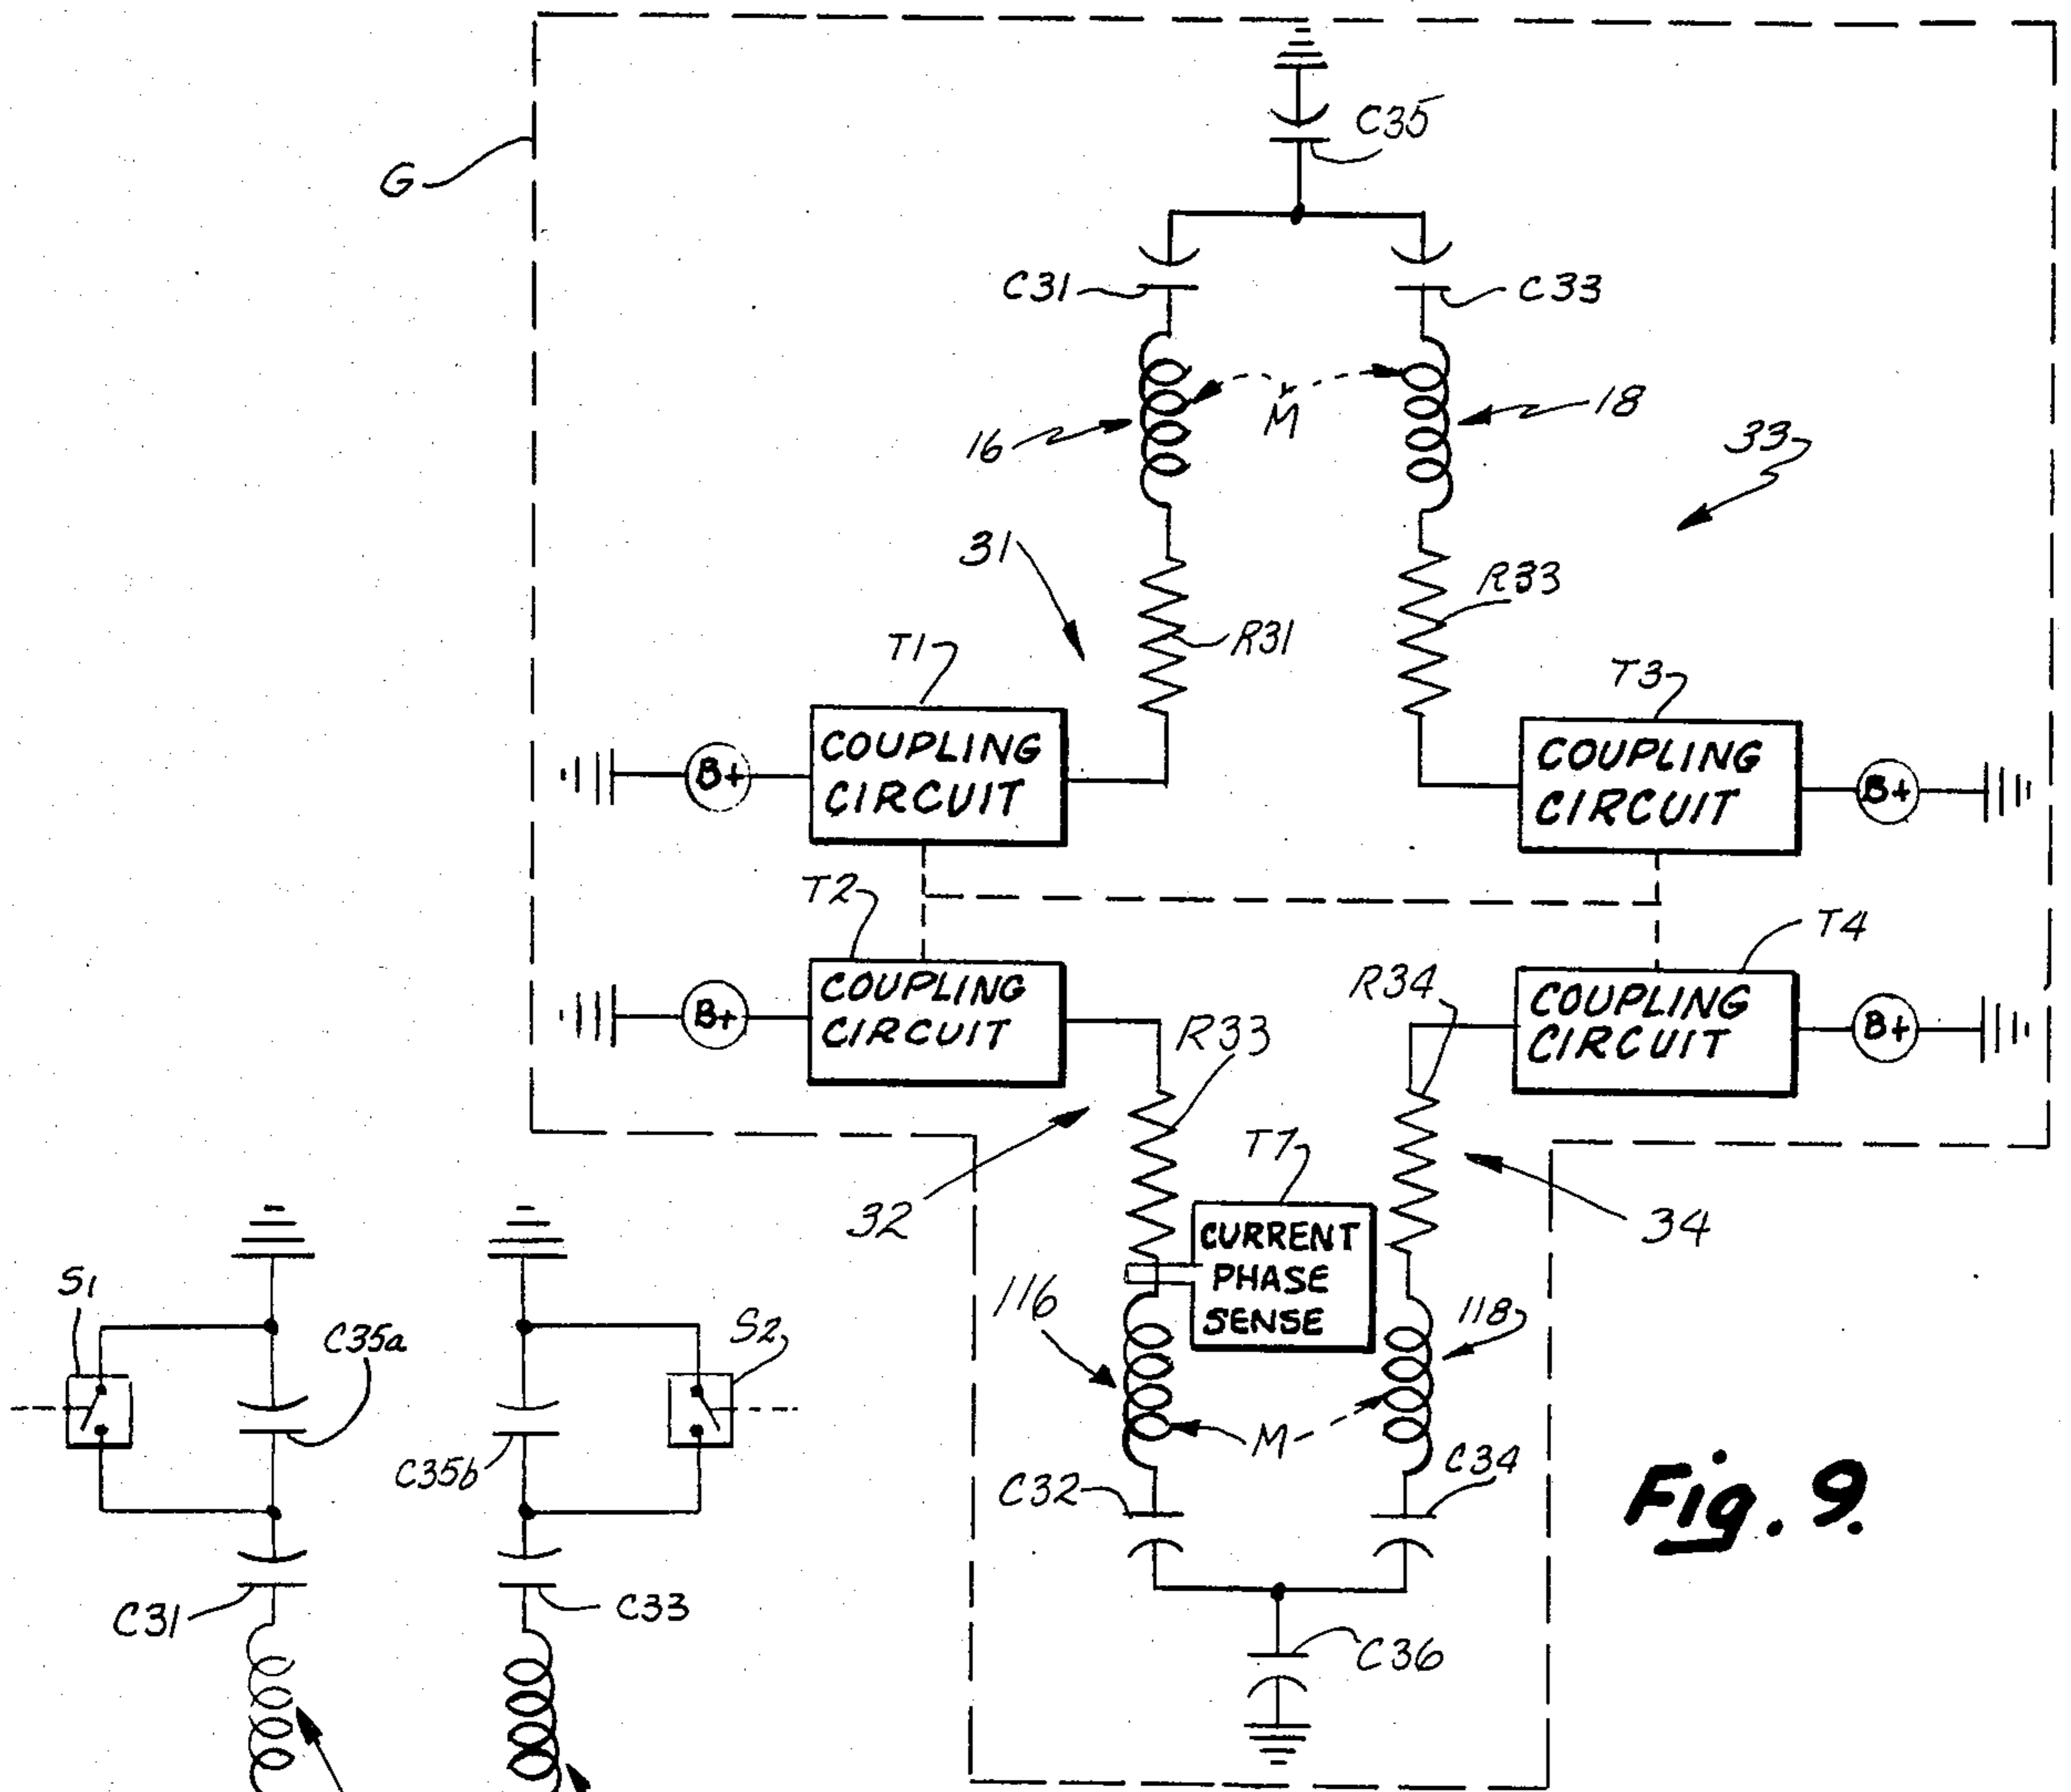 G
C35
C31
C33
M
16
18
33
31
R31
R33
T1
T3
COUPLING
CIRCUIT
COUPLING
CIRCUIT
B+
B+
T2
T4
COUPLING
CIRCUIT
COUPLING
CIRCUIT
B+
B+
R33
R34
32
34
T7
CURRENT
PHASE
SENSE
116
118
M
C32
C34
C36
S1
C35a
S2
C35b
C31
C33
Fig. 9.